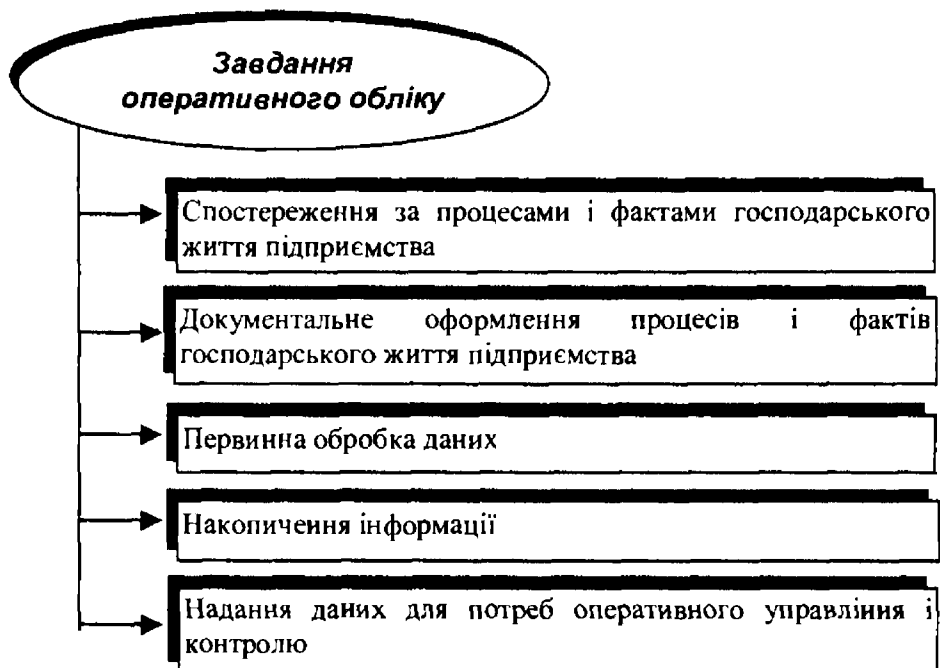 Завдання
оперативного обліку
Спостереження за процесами і фактами господарського
життя підприємства
Документальне оформлення процесів і фактів
господарського життя підприємства
Первинна обробка даних
Накопичення інформації
Надання даних для потреб оперативного управління і
контролю